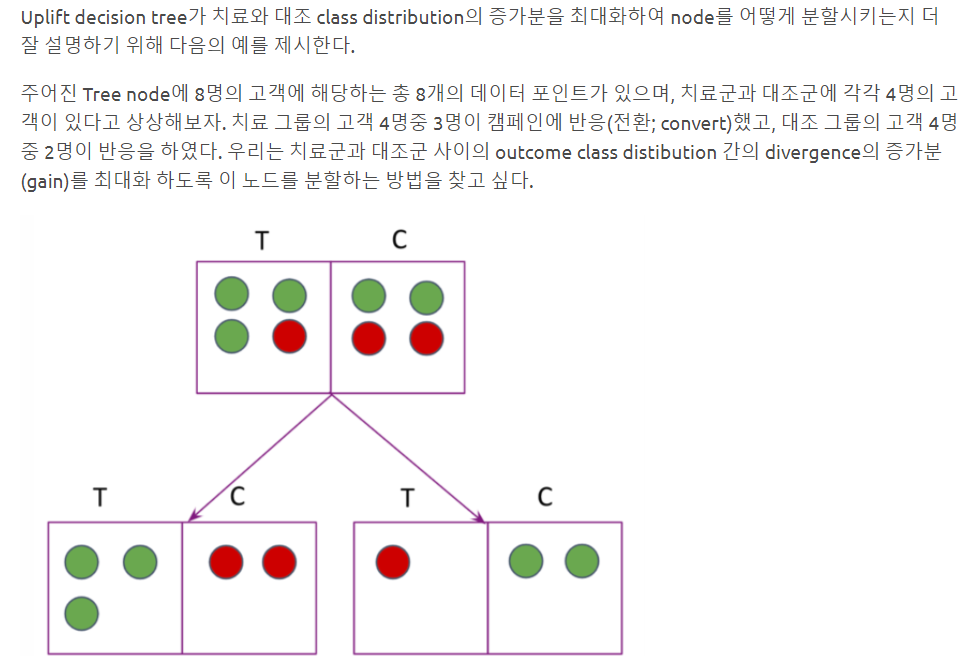 Uplift decision tree가 치료와 대조 class distribution의 증가분을 최대화하여 node를 어떻게 분할시키는지 더
잘 설명하기 위해 다음의 예를 제시한다.
주어진 Tree node에 8명의 고객에 해당하는 총 8개의 데이터 포인트가 있으며, 치료군과 대조군에 각각 4명의 고
객이 있다고 상상해보자. 치료 그룹의 고객 4명중 3명이 캠페인에 반응(전환; convert)했고, 대조 그룹의 고객 4명
중 2명이 반응을 하였다. 우리는 치료군과 대조군 사이의 outcome class distibution 간의 divergence의 증가분
(gain)를 최대화 하도록 이 노드를 분할하는 방법을 찾고 싶다.
T C
T C T C